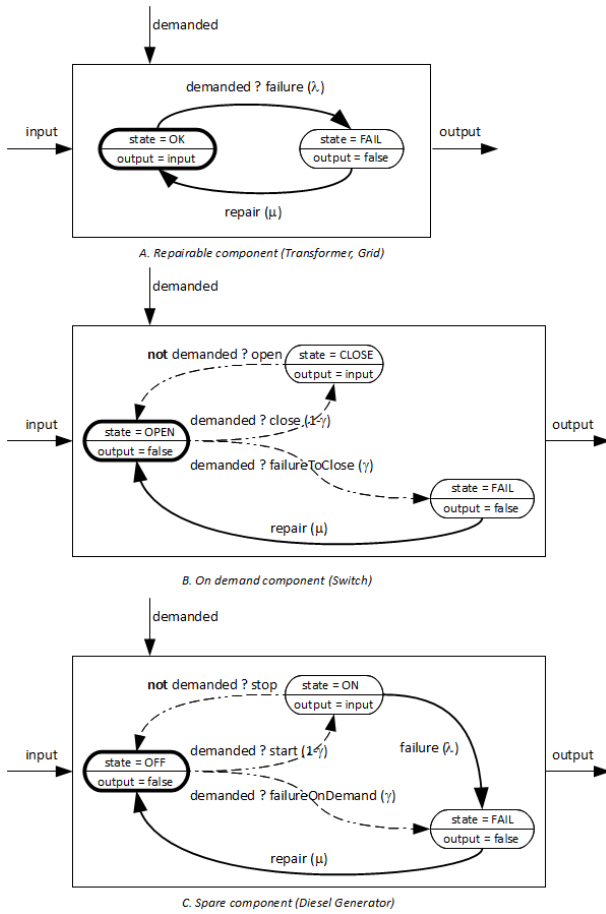 demanded
demanded ? failure (λ)
input
state = OK
output = input
state = FAIL
output = false
output
repair (μ)
A. Repairable component (Transformer, Grid)
demanded
not demanded ? open
state = CLOSE
output = input
input
demanded ? close (1-γ)
output
state = OPEN
output = false
demanded ? failureToClose (γ)
state = FAIL
output = false
repair (μ)
B. On demand component (Switch)
demanded
not demanded ? stop
state = ON
output = input
input
demanded ? start (1-γ)
failure (λ)
output
state = OFF
output = false
demanded ? failureOnDemand (γ)
state = FAIL
output = false
repair (μ)
C. Spare component (Diesel Generator)